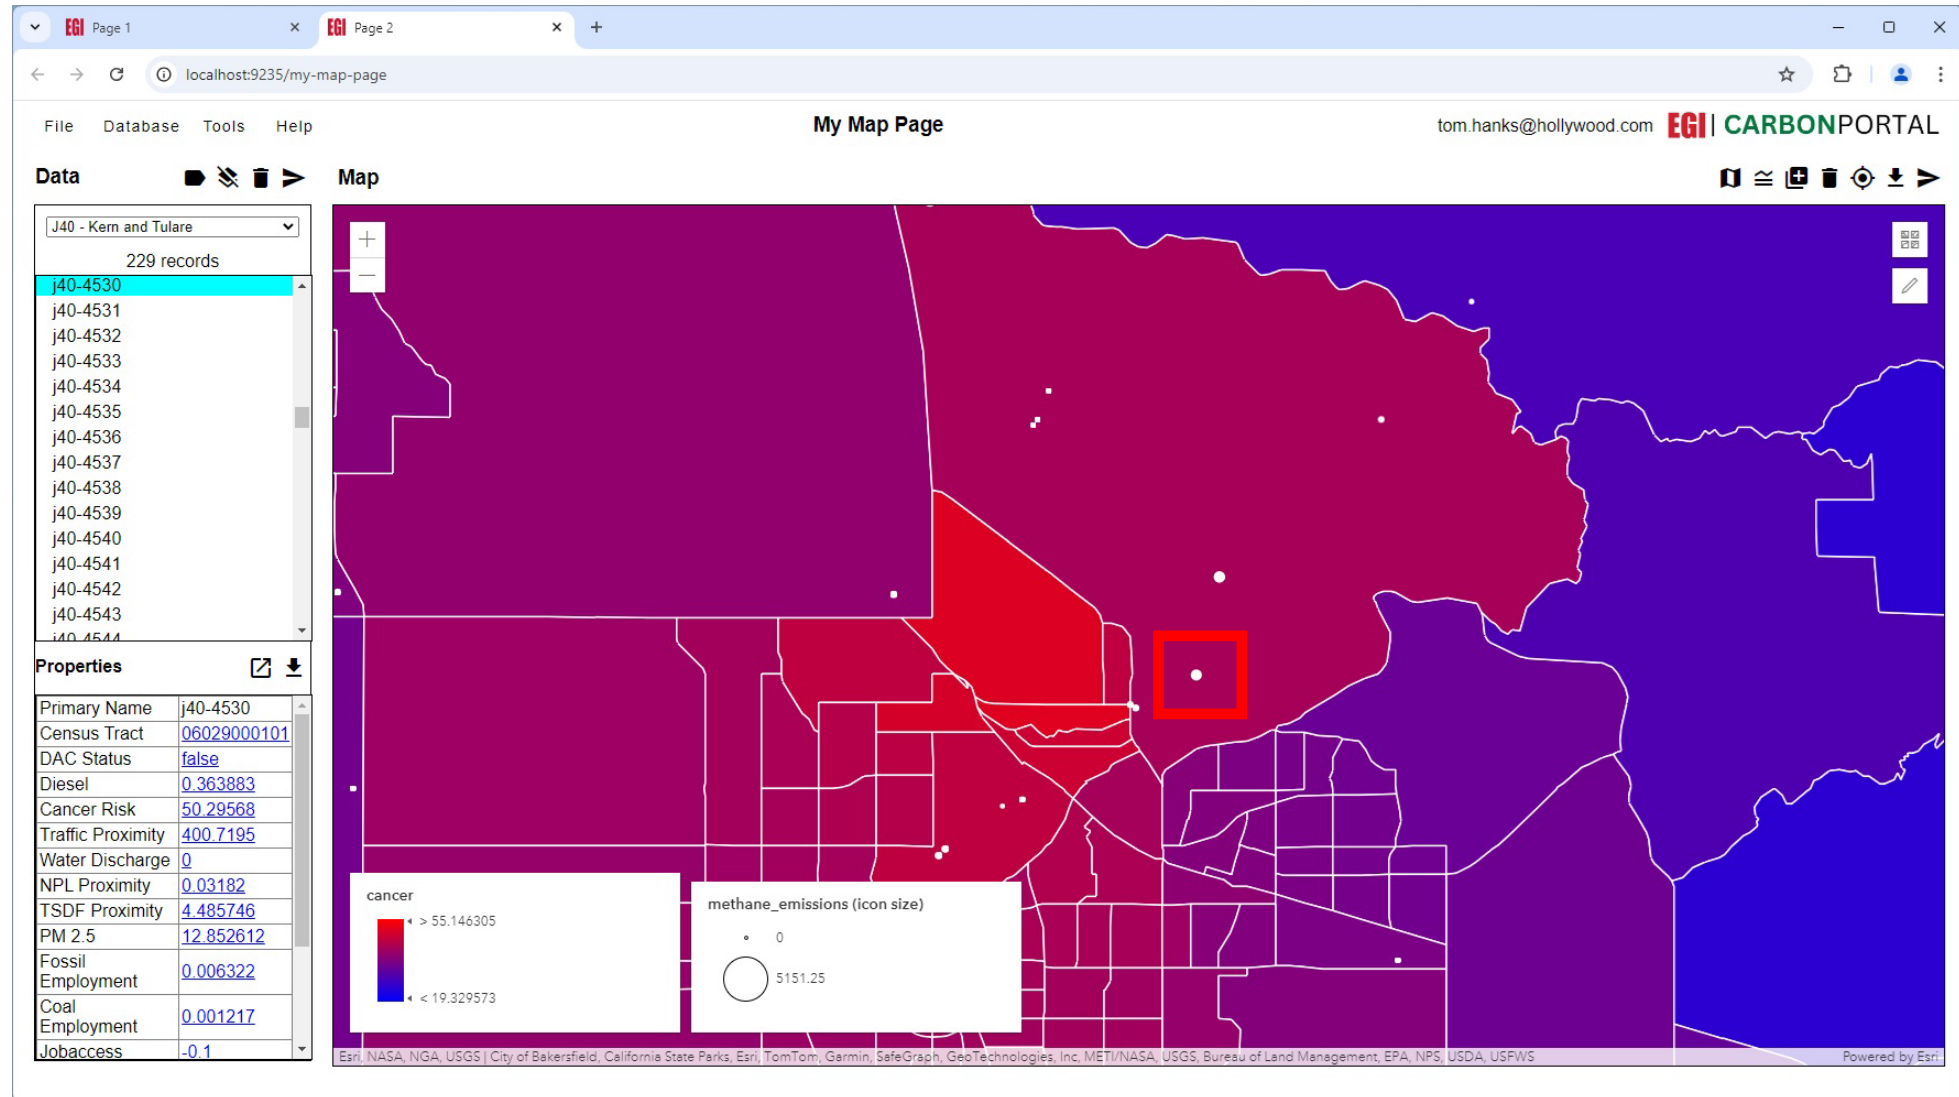 EGI Page 1
EGI Page 2
localhost:9235/my-map-page
File Database Tools Help
My Map Page
tom.hanks@hollywood.com EGI | CARBONPORTAL
Data
Map
J40 - Kern and Tulare
229 records
j40-4530
j40-4531
j40-4532
j40-4533
j40-4534
j40-4535
j40-4536
j40-4537
j40-4538
j40-4539
j40-4540
j40-4541
j40-4542
j40-4543
j40-4544
Properties
Primary Name j40-4530
Census Tract 06029000101
DAC Status false
Diesel 0.363883
Cancer Risk 50.29568
Traffic Proximity 400.7195
Water Discharge 0
NPL Proximity 0.03182
TSDF Proximity 4.485746
PM 2.5 12.852612
Fossil
Employment 0.006322
Coal
Employment 0.001217
Jobaccess -0.1
cancer
> 55.146305
< 19.329573
methane_emissions (icon size)
0
5151.25
Esri, NASA, NGA, USGS | City of Bakersfield, California State Parks, Esri, TomTom, Garmin, SafeGraph, GeoTechnologies, Inc, METI/NASA, USGS, Bureau of Land Management, EPA, NPS, USDA, USFWS
Powered by Esri